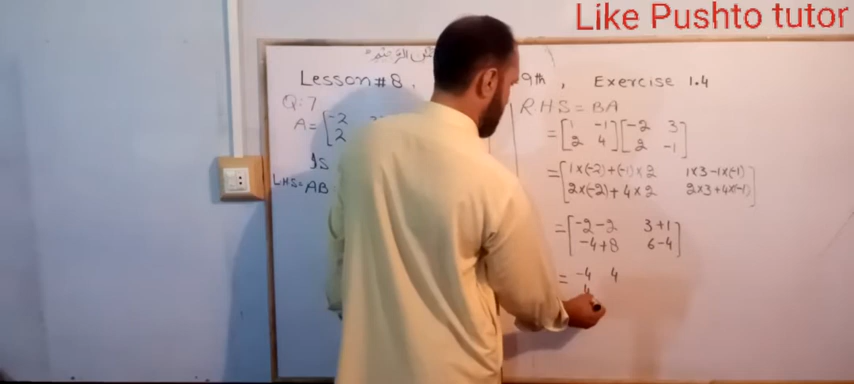 Like Pushto tutor
Lesson #8, 9th, Exercise 1.4
Q:7
A = [-2
2
Is
LHS = AB
R.H.S = BA
= [1 -1 [-2 3
2 4] 2 -1]
= [1×(-2)+(-1)×2 1×3-1×(-1)
2×(-2)+4×2 2×3+4×(-1)]
= [-2-2 3+1
-4+8 6-4]
= -4 4
4